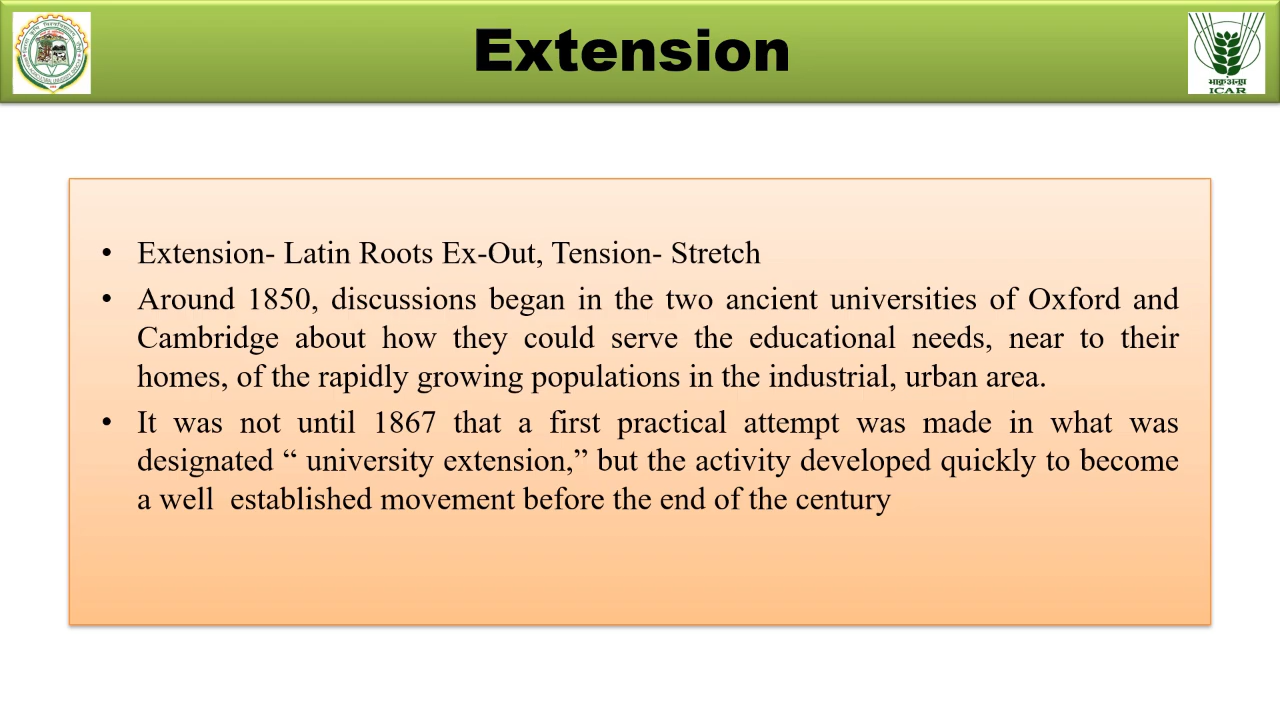 Extension
भाकृअनुप
ICAR
• Extension- Latin Roots Ex-Out, Tension- Stretch
• Around 1850, discussions began in the two ancient universities of Oxford and
Cambridge about how they could serve the educational needs, near to their
homes, of the rapidly growing populations in the industrial, urban area.
• It was not until 1867 that a first practical attempt was made in what was
designated “ university extension,” but the activity developed quickly to become
a well  established movement before the end of the century